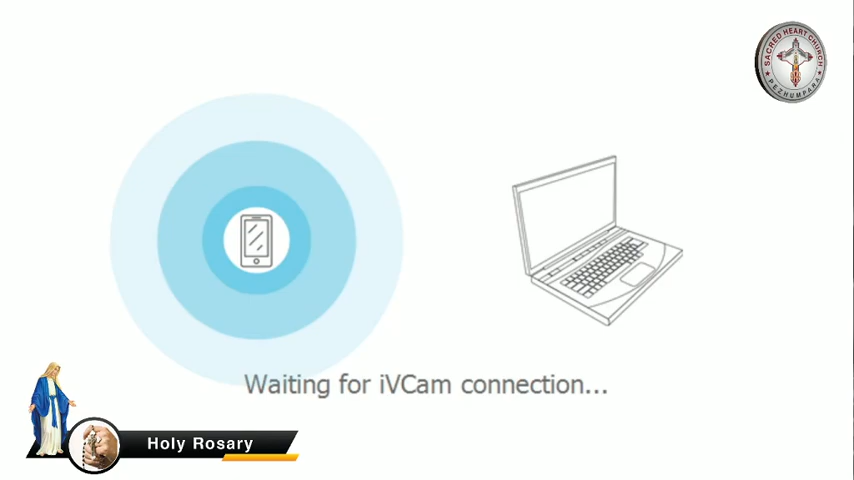 SACRED HEART CHURCH
PEZHUMPARA
Waiting for iVCam connection...
Holy Rosary